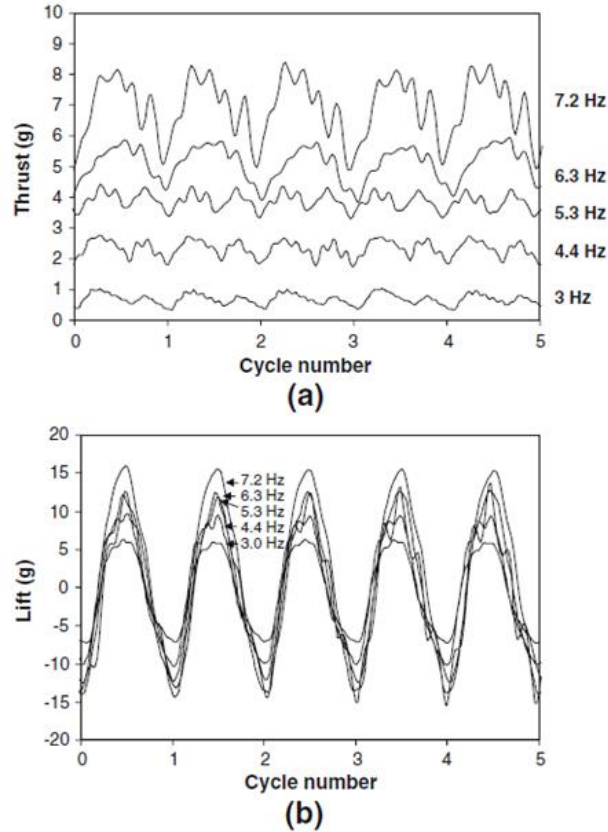 10
9
8
7
6
5
4
3
2
1
0
Thrust (g)
7.2 Hz
6.3 Hz
5.3 Hz
4.4 Hz
3 Hz
0 1 2 3 4 5
Cycle number
(a)
20
15
10
5
0
-5
-10
-15
-20
Lift (g)
7.2 Hz
6.3 Hz
5.3 Hz
4.4 Hz
3.0 Hz
0 1 2 3 4 5
Cycle number
(b)